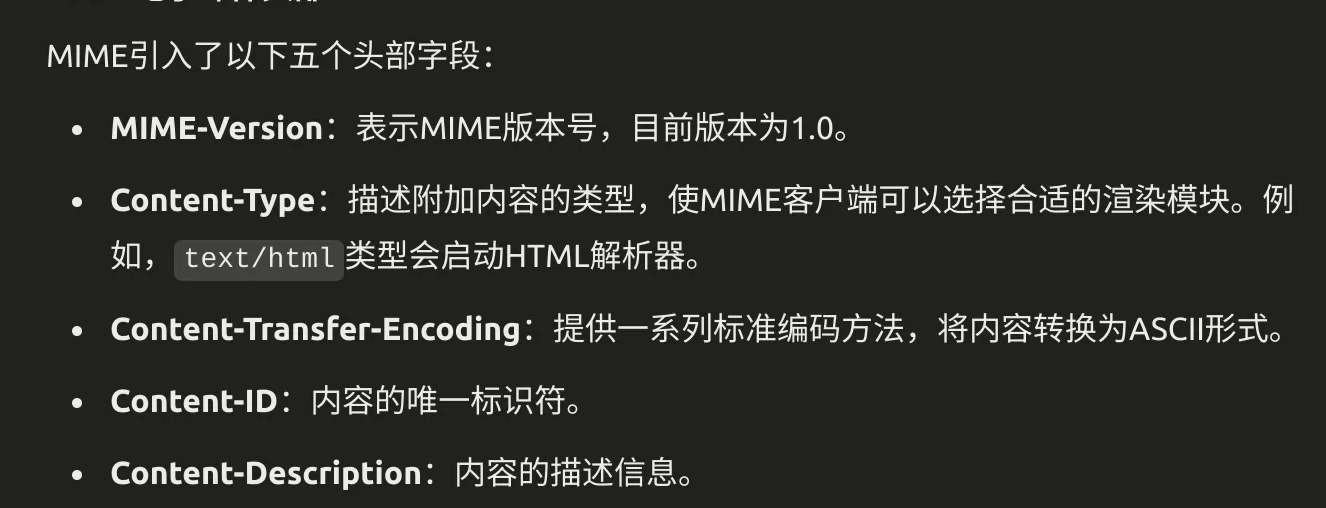 MIME引入了以下五个头部字段：
• MIME-Version：表示MIME版本号，目前版本为1.0。
• Content-Type：描述附加内容的类型，使MIME客户端可以选择合适的渲染模块。例
如，text/html类型会启动HTML解析器。
• Content-Transfer-Encoding：提供一系列标准编码方法，将内容转换为ASCII形式。
• Content-ID：内容的唯一标识符。
• Content-Description：内容的描述信息。